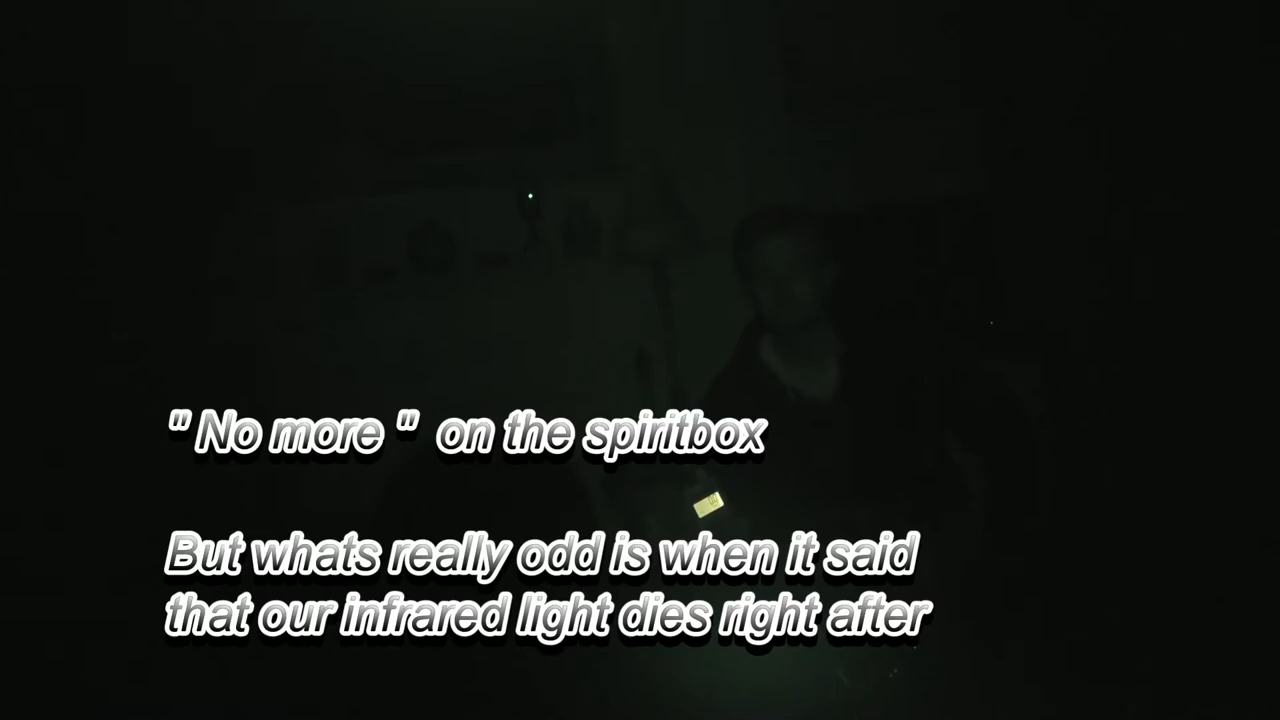 " No more " on the spiritbox
But whats really odd is when it said
that our infrared light dies right after